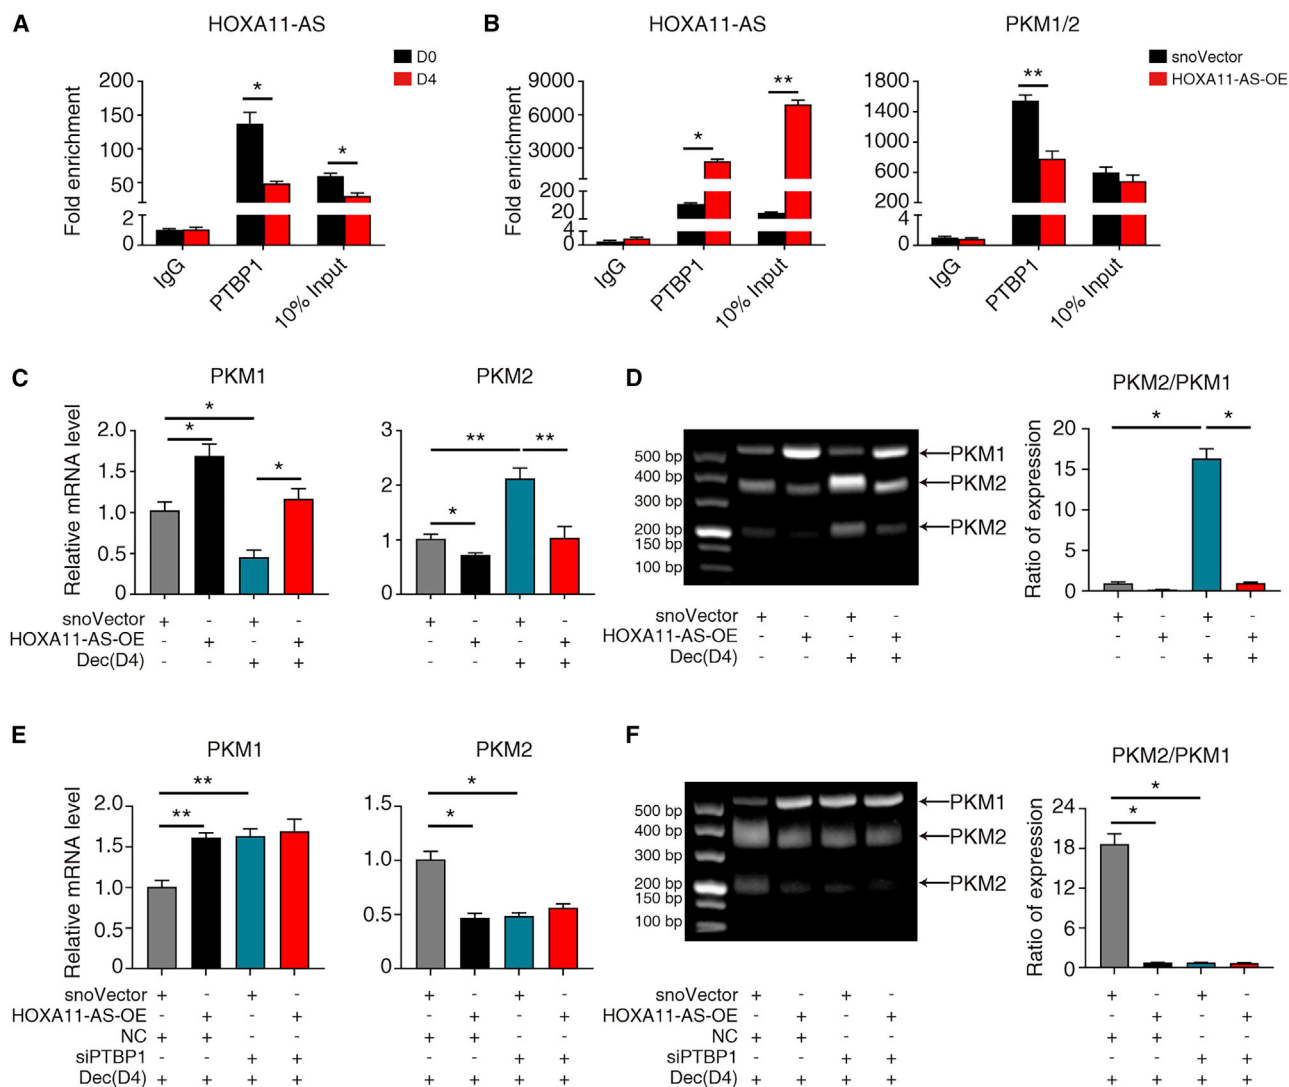 A
HOXA11-AS
D0
D4
Fold enrichment
200
150
100
50
2
0
*
*
IgG
PTBP1
10% Input
B
HOXA11-AS
Fold enrichment
9000
6000
3000
200
20
4
0
*
**
IgG
PTBP1
10% Input
PKM1/2
snoVector
HOXA11-AS-OE
1800
1400
1000
600
200
4
0
**
IgG
PTBP1
10% Input
C
PKM1
Relative mRNA level
2.0
1.5
1.0
0.5
0
*
*
*
snoVector + - + -
HOXA11-AS-OE - + - +
Dec(D4) - - + +
PKM2
3
2
1
0
**
**
*
+ - + -
- + - +
- - + +
D
500 bp
400 bp
300 bp
200 bp
150 bp
100 bp
PKM1
PKM2
PKM2
snoVector + - + -
HOXA11-AS-OE - + - +
Dec(D4) - - + +
PKM2/PKM1
Ratio of expression
20
15
10
5
0
*
*
+ - + -
- + - +
- - + +
E
PKM1
Relative mRNA level
2.0
1.5
1.0
0.5
0
**
**
snoVector + - + -
HOXA11-AS-OE - + - +
NC + + - -
siPTBP1 - - + +
Dec(D4) + + + +
PKM2
1.5
1.0
0.5
0
*
*
+ - + -
- + - +
+ + - -
- - + +
+ + + +
F
500 bp
400 bp
300 bp
200 bp
150 bp
100 bp
PKM1
PKM2
PKM2
snoVector + - + -
HOXA11-AS-OE - + - +
NC + + - -
siPTBP1 - - + +
Dec(D4) + + + +
PKM2/PKM1
Ratio of expression
24
18
12
6
0
*
*
+ - + -
- + - +
+ + - -
- - + +
+ + + +